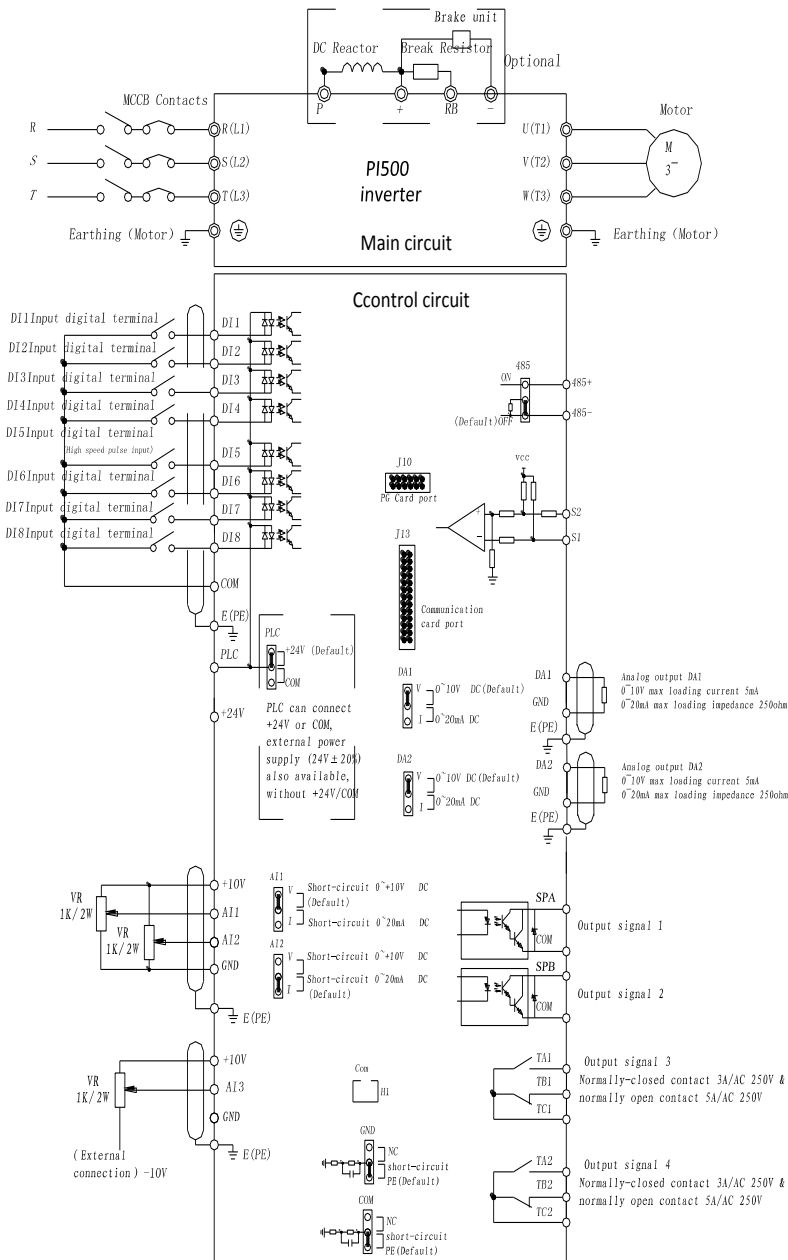 Brake unit
DC Reactor
Break Resistor
Optional
P
+
RB
-
MCCB Contacts
R
R(L1)
S
S(L2)
T
T(L3)
U(T1)
V(T2)
W(T3)
Motor
M
3~
PI500
inverter
Main circuit
Earthing (Motor)
Earthing (Motor)
Ccontrol circuit
DI1Input digital terminal
DI1
DI2Input digital terminal
DI2
DI3Input digital terminal
DI3
DI4Input digital terminal
DI4
DI5Input digital terminal
(High speed pulse input)
DI5
DI6Input digital terminal
DI6
DI7Input digital terminal
DI7
DI8Input digital terminal
DI8
COM
E(PE)
PLC
+24V
485
ON
(Default)OFF
485+
485-
J10
PG Card port
vcc
+
-
S2
S1
J13
Communication
card port
PLC
+24V (Default)
COM
PLC can connect
+24V or COM,
external power
supply (24V±20%)
also available,
without +24V/COM
DA1
V
0~10V DC(Default)
I
0~20mA DC
DA2
V
0~10V DC(Default)
I
0~20mA DC
DA1
GND
E(PE)
Analog output DA1
0~10V max loading current 5mA
0~20mA max loading impedance 250ohm
DA2
GND
E(PE)
Analog output DA2
0~10V max loading current 5mA
0~20mA max loading impedance 250ohm
VR
1K/2W
VR
1K/2W
+10V
AI1
AI2
GND
E(PE)
AI1
V
Short-circuit 0~+10V DC
(Default)
I
Short-circuit 0~20mA DC
AI2
V
Short-circuit 0~+10V DC
I
Short-circuit 0~20mA DC
(Default)
SPA
COM
Output signal 1
SPB
COM
Output signal 2
VR
1K/2W
+10V
AI3
GND
E(PE)
(External
connection) -10V
Com
H1
GND
NC
short-circuit
PE(Default)
COM
NC
short-circuit
PE(Default)
TA1
TB1
TC1
Output signal 3
Normally-closed contact 3A/AC 250V &
normally open contact 5A/AC 250V
TA2
TB2
TC2
Output signal 4
Normally-closed contact 3A/AC 250V &
normally open contact 5A/AC 250V